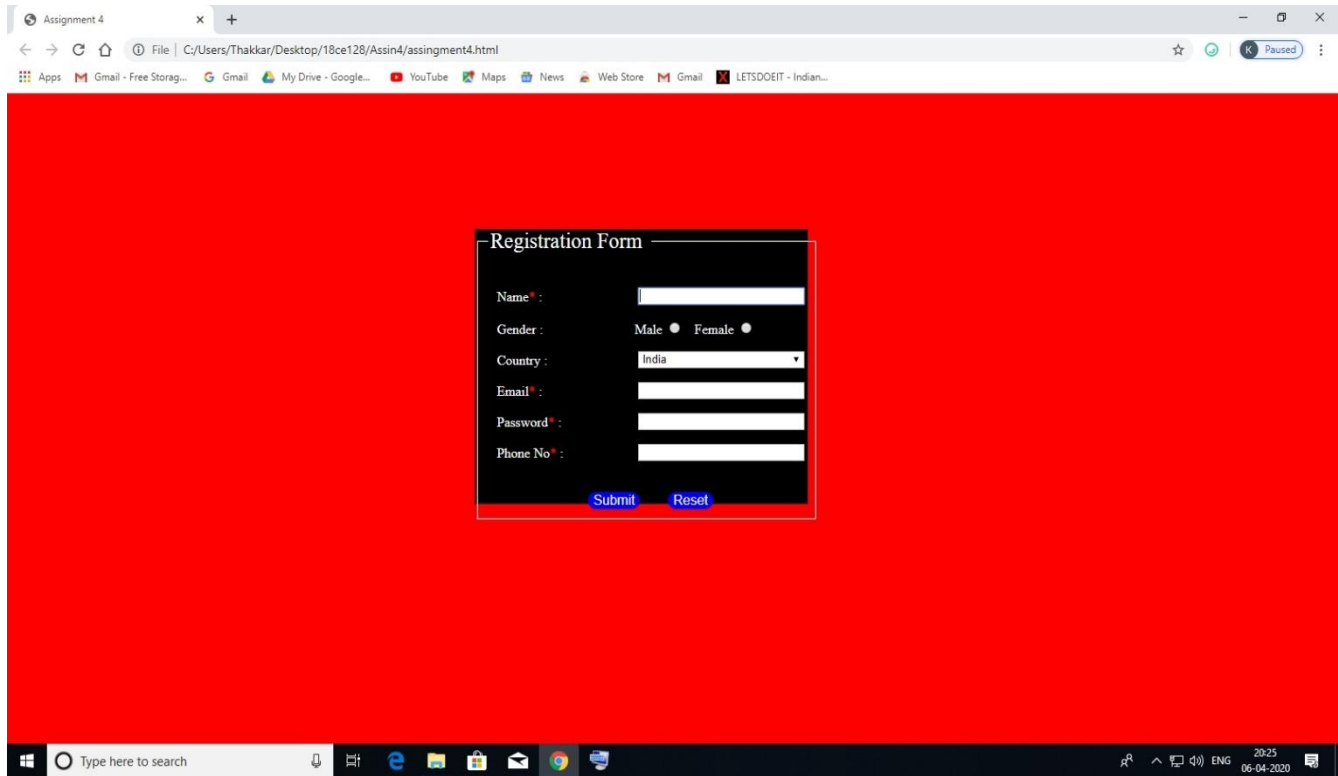 Assignment 4
File | C:/Users/Thakkar/Desktop/18ce128/Assin4/assingment4.html
K Paused
Apps Gmail - Free Storag... Gmail My Drive - Google... YouTube Maps News Web Store Gmail LETSDOEIT - Indian...
Registration Form
Name* :
Gender : Male Female
Country : India
Email* :
Password* :
Phone No* :
Submit Reset
Type here to search ENG 20:25
06-04-2020